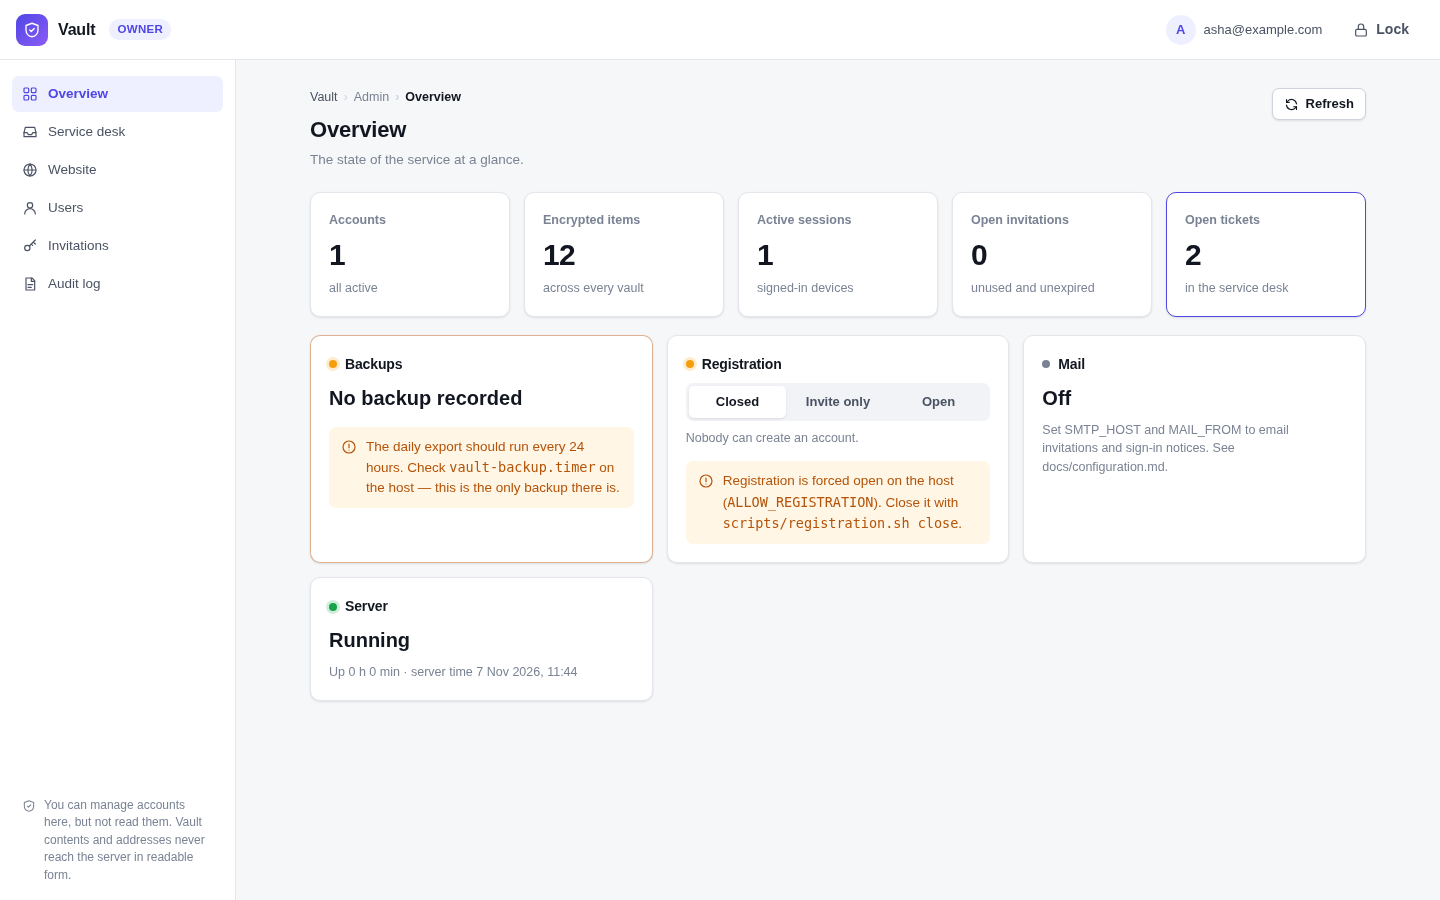 Vault OWNER
A asha@example.com Lock
Overview
Service desk
Website
Users
Invitations
Audit log
You can manage accounts
here, but not read them. Vault
contents and addresses never
reach the server in readable
form.
Vault › Admin › Overview
Refresh
Overview
The state of the service at a glance.
Accounts
1
all active
Encrypted items
12
across every vault
Active sessions
1
signed-in devices
Open invitations
0
unused and unexpired
Open tickets
2
in the service desk
Backups
No backup recorded
The daily export should run every 24
hours. Check vault-backup.timer on
the host — this is the only backup there is.
Registration
Closed Invite only Open
Nobody can create an account.
Registration is forced open on the host
(ALLOW_REGISTRATION). Close it with
scripts/registration.sh close.
Mail
Off
Set SMTP_HOST and MAIL_FROM to email
invitations and sign-in notices. See
docs/configuration.md.
Server
Running
Up 0 h 0 min · server time 7 Nov 2026, 11:44